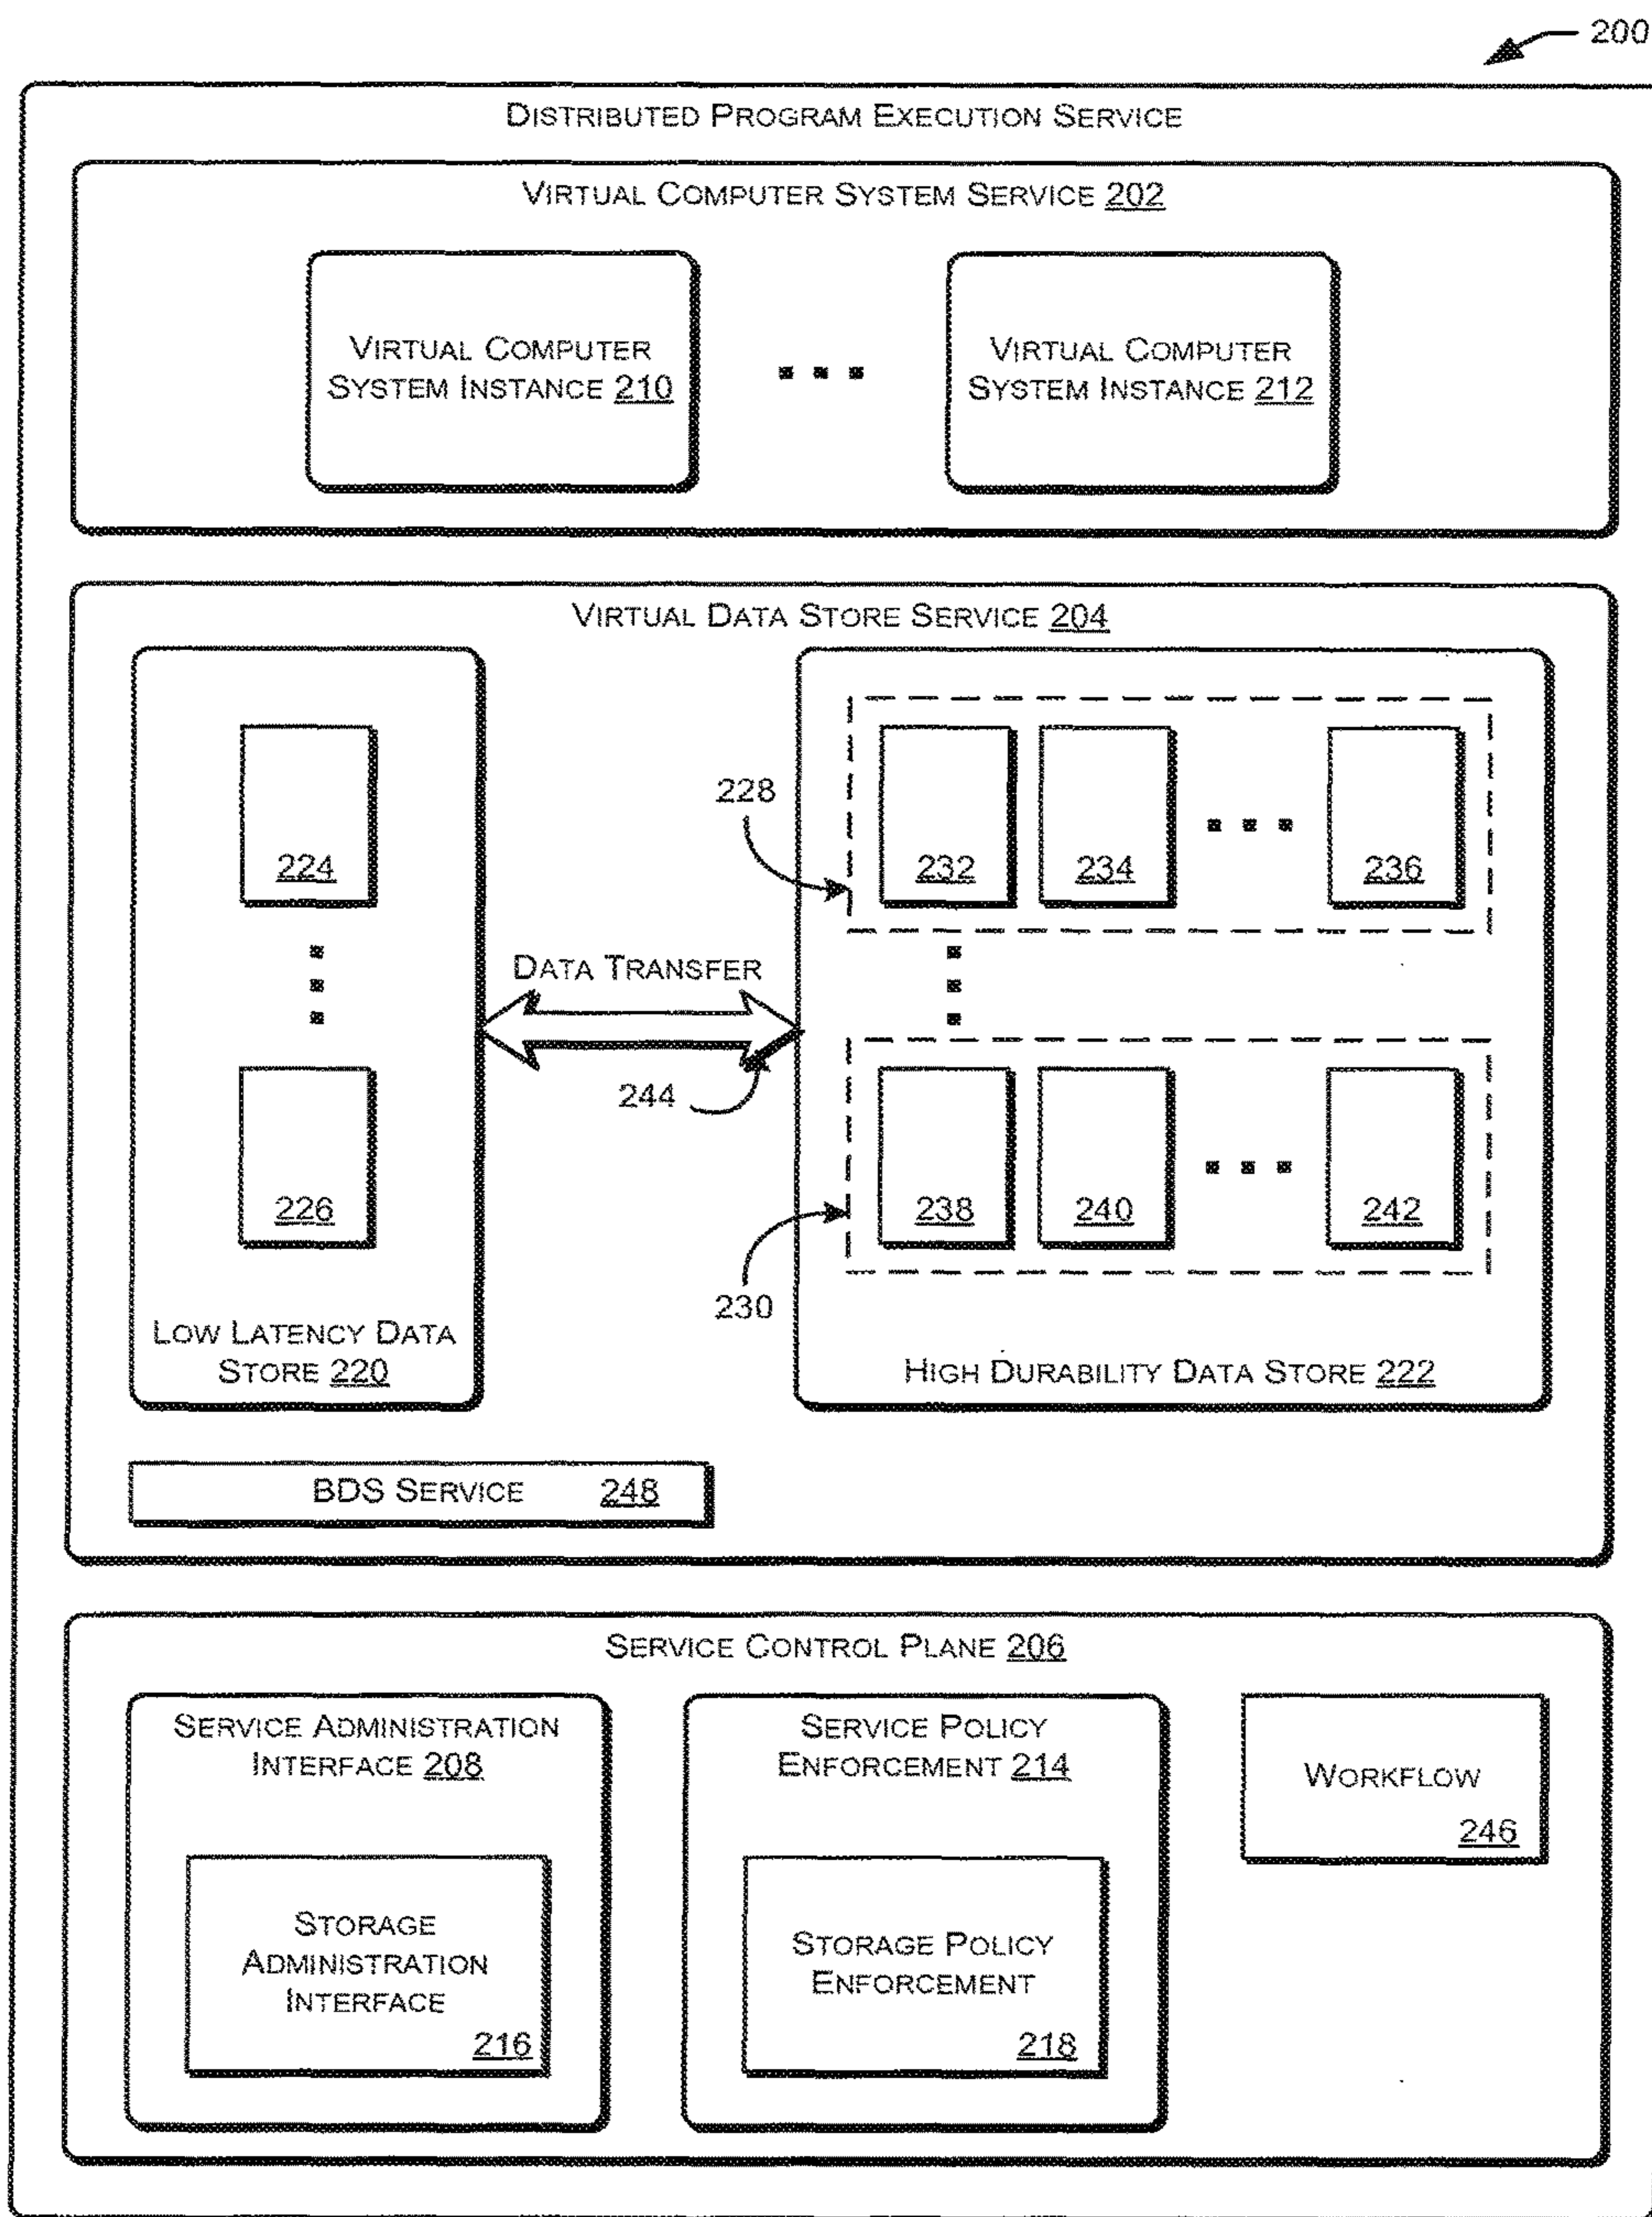 200
DISTRIBUTED PROGRAM EXECUTION SERVICE
VIRTUAL COMPUTER SYSTEM SERVICE 202
VIRTUAL COMPUTER
SYSTEM INSTANCE 210
VIRTUAL COMPUTER
SYSTEM INSTANCE 212
VIRTUAL DATA STORE SERVICE 204
224
226
LOW LATENCY DATA
STORE 220
DATA TRANSFER
244
228
232 234 236
230
238 240 242
HIGH DURABILITY DATA STORE 222
BDS SERVICE 248
SERVICE CONTROL PLANE 206
SERVICE ADMINISTRATION
INTERFACE 208
STORAGE
ADMINISTRATION
INTERFACE
216
SERVICE POLICY
ENFORCEMENT 214
STORAGE POLICY
ENFORCEMENT
218
WORKFLOW
246